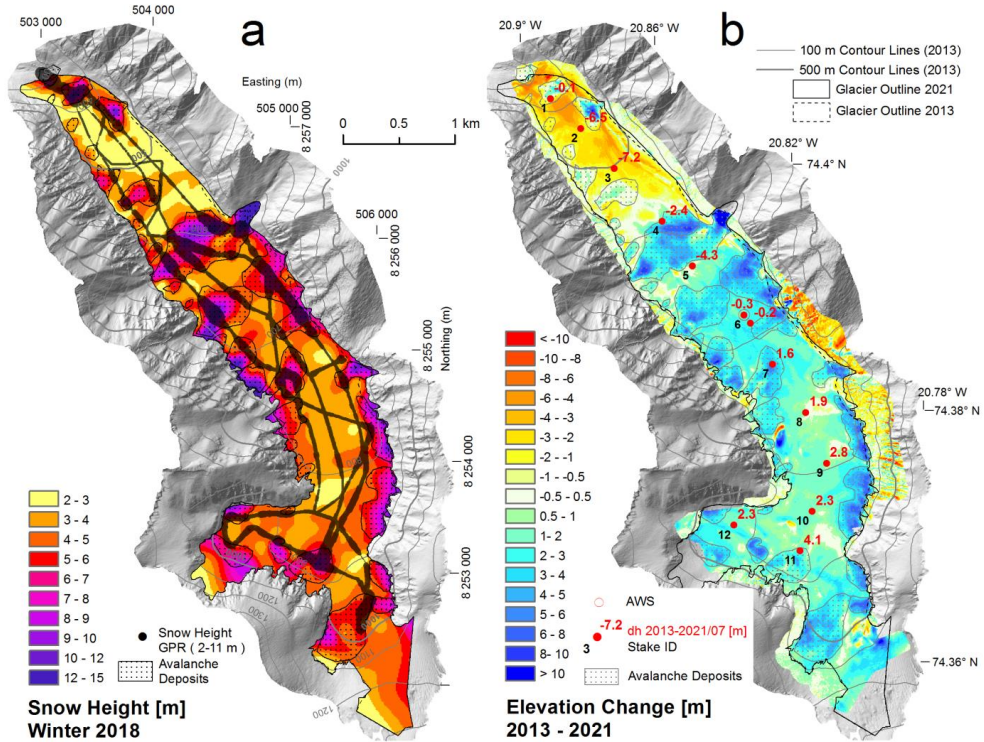 503 000
504 000
a
Easting (m)
505 000
8 257 000
0 0.5 1 km
1000
506 000
8 256 000
8 255 000
Northing (m)
8 254 000
8 253 000
1200
1300
1100
1200
2 - 3
3 - 4
4 - 5
5 - 6
6 - 7
7 - 8
8 - 9
9 - 10
10 - 12
12 - 15
Snow Height
GPR ( 2-11 m )
Avalanche
Deposits
Snow Height [m]
Winter 2018
20.9° W
20.86° W
b
100 m Contour Lines (2013)
500 m Contour Lines (2013)
Glacier Outline 2021
Glacier Outline 2013
20.82° W
74.4° N
20.78° W
74.38° N
74.36° N
-0.1
1
-6.5
2
-7.2
3
-2.4
4
-4.3
5
-0.3
-0.2
6
1.6
7
1.9
8
2.8
9
2.3
10
2.3
12
4.1
11
< -10
-10 - -8
-8 - -6
-6 - -4
-4 - -3
-3 - -2
-2 - -1
-1 - -0.5
-0.5 - 0.5
0.5 - 1
1 - 2
2 - 3
3 - 4
4 - 5
5 - 6
6 - 8
8 - 10
> 10
AWS
-7.2
dh 2013-2021/07 [m]
3
Stake ID
Avalanche Deposits
Elevation Change [m]
2013 - 2021